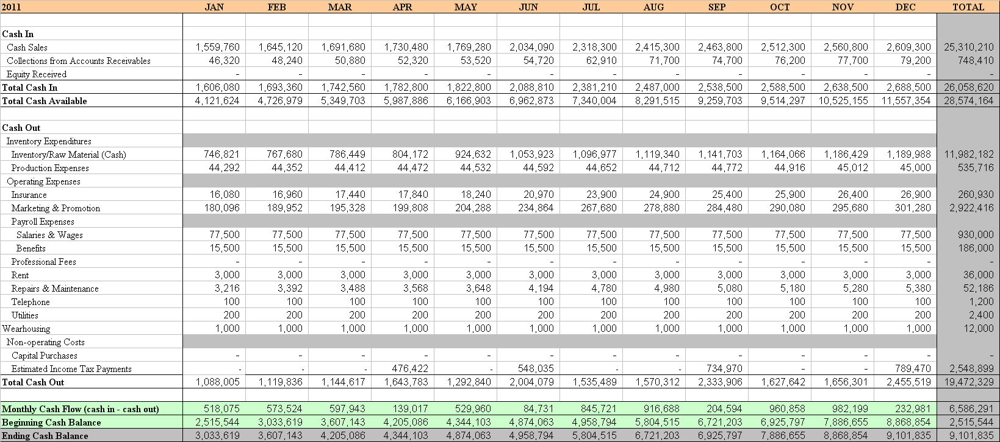 2011 JAN FEB MAR APR MAY JUN JUL AUG SEP OCT NOV DEC TOTAL
Cash In
Cash Sales 1,559,760 1,645,120 1,691,680 1,730,480 1,769,280 2,034,090 2,318,300 2,415,300 2,463,800 2,512,300 2,560,800 2,609,300 25,310,210
Collections from Accounts Receivables 46,320 48,240 50,880 52,320 53,520 54,720 62,910 71,700 74,700 76,200 77,700 79,200 748,410
Equity Received - - - - - - - - - - - - -
Total Cash In 1,606,080 1,693,360 1,742,560 1,782,800 1,822,800 2,088,810 2,381,210 2,487,000 2,538,500 2,588,500 2,638,500 2,688,500 26,058,620
Total Cash Available 4,121,624 4,726,979 5,349,703 5,987,886 6,166,903 6,962,873 7,340,004 8,291,515 9,259,703 9,514,297 10,525,155 11,557,354 28,574,164
Cash Out
Inventory Expenditures
Inventory/Raw Material (Cash) 746,821 767,680 786,449 804,172 924,632 1,053,923 1,096,977 1,119,340 1,141,703 1,164,066 1,186,429 1,189,988 11,982,182
Production Expenses 44,292 44,352 44,412 44,472 44,532 44,592 44,652 44,712 44,772 44,916 45,012 45,000 535,716
Operating Expenses
Insurance 16,080 16,960 17,440 17,840 18,240 20,970 23,900 24,900 25,400 25,900 26,400 26,900 260,930
Marketing & Promotion 180,096 189,952 195,328 199,808 204,288 234,864 267,680 278,880 284,480 290,080 295,680 301,280 2,922,416
Payroll Expenses
Salaries & Wages 77,500 77,500 77,500 77,500 77,500 77,500 77,500 77,500 77,500 77,500 77,500 77,500 930,000
Benefits 15,500 15,500 15,500 15,500 15,500 15,500 15,500 15,500 15,500 15,500 15,500 15,500 186,000
Professional Fees - - - - - - - - - - - - -
Rent 3,000 3,000 3,000 3,000 3,000 3,000 3,000 3,000 3,000 3,000 3,000 3,000 36,000
Repairs & Maintenance 3,216 3,392 3,488 3,568 3,648 4,194 4,780 4,980 5,080 5,180 5,280 5,380 52,186
Telephone 100 100 100 100 100 100 100 100 100 100 100 100 1,200
Utilities 200 200 200 200 200 200 200 200 200 200 200 200 2,400
Wearhousing 1,000 1,000 1,000 1,000 1,000 1,000 1,000 1,000 1,000 1,000 1,000 1,000 12,000
Non-operating Costs
Capital Purchases - - - - - - - - - - - - -
Estimated Income Tax Payments - - - 476,422 - 548,035 - - 734,970 - - 789,470 2,548,899
Total Cash Out 1,088,005 1,119,836 1,144,617 1,643,783 1,292,840 2,004,079 1,535,489 1,570,312 2,333,906 1,627,642 1,656,301 2,455,519 19,472,329
Monthly Cash Flow (cash in - cash out) 518,075 573,524 597,943 139,017 529,960 84,731 845,721 916,688 204,594 960,858 982,199 232,981 6,586,291
Beginning Cash Balance 2,515,544 3,033,619 3,607,143 4,205,086 4,344,103 4,874,063 4,958,794 5,804,515 6,721,203 6,925,797 7,886,655 8,868,854 2,515,544
Ending Cash Balance 3,033,619 3,607,143 4,205,086 4,344,103 4,874,063 4,958,794 5,804,515 6,721,203 6,925,797 7,886,655 8,868,854 9,101,835 9,101,835